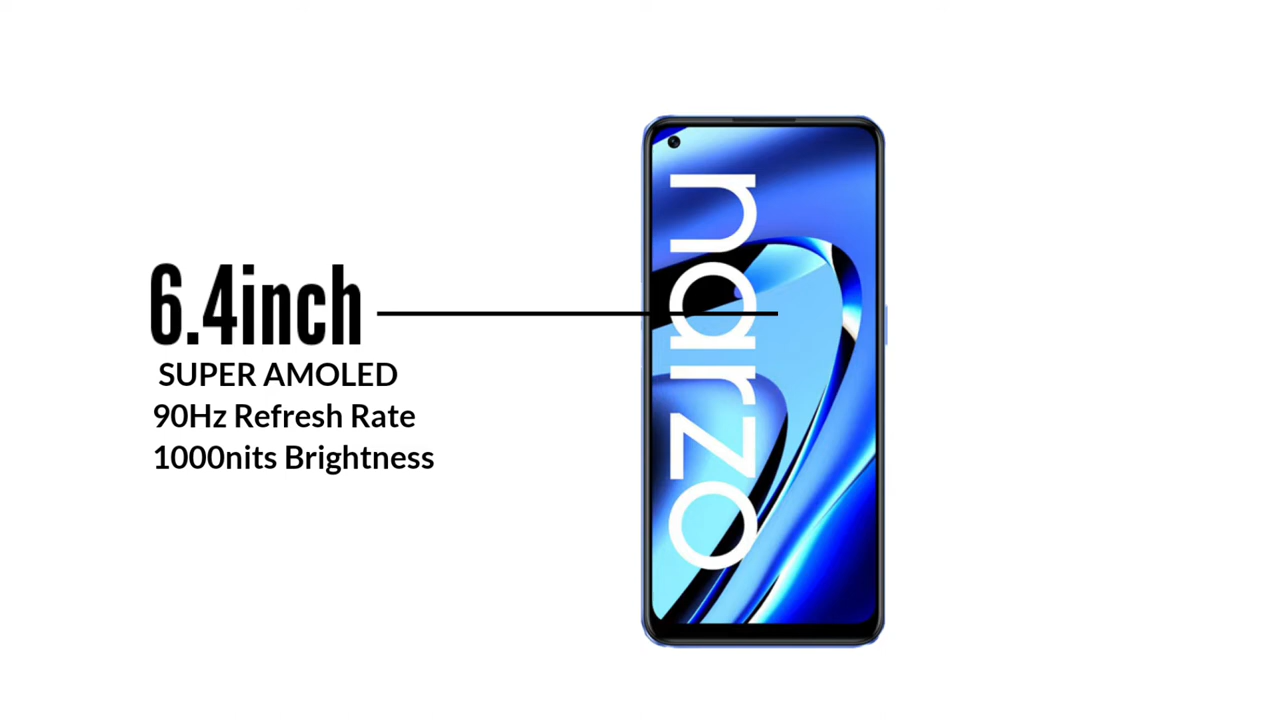 6.4inch
SUPER AMOLED
90Hz Refresh Rate
1000nits Brightness
narzo